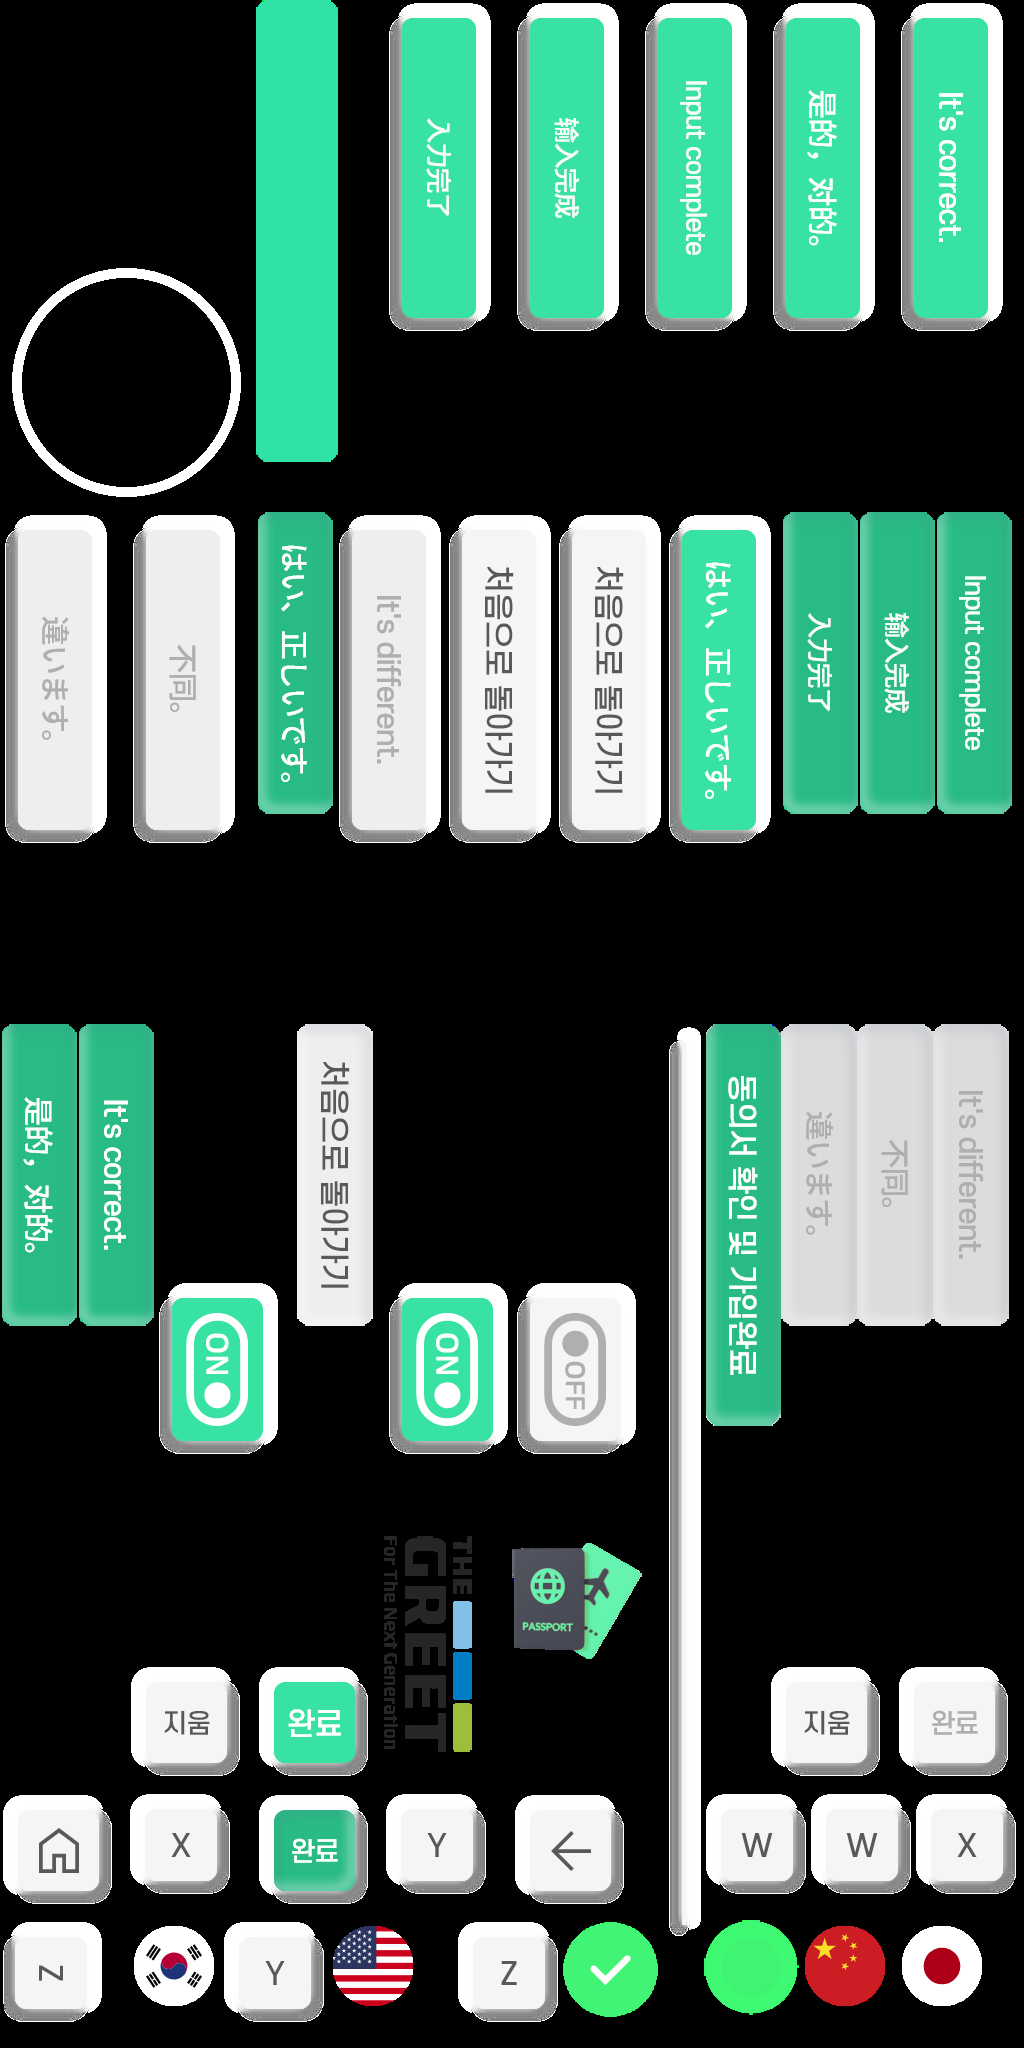 入力完了
输入完成
Input complete
是的，对的。
It's correct.
違います。
不同。
はい、正しいです。
It's different.
처음으로 돌아가기
처음으로 돌아가기
はい、正しいです。
入力完了
输入完成
Input complete
是的，对的。
It's correct.
처음으로 돌아가기
동의서 확인 및 가입완료
違います。
不同。
It's different.
ON
ON
OFF
THE
GREET
For The Next Generation
PASSPORT
지움
완료
지움
완료
X
완료
Y
W
W
X
Z
Y
Z